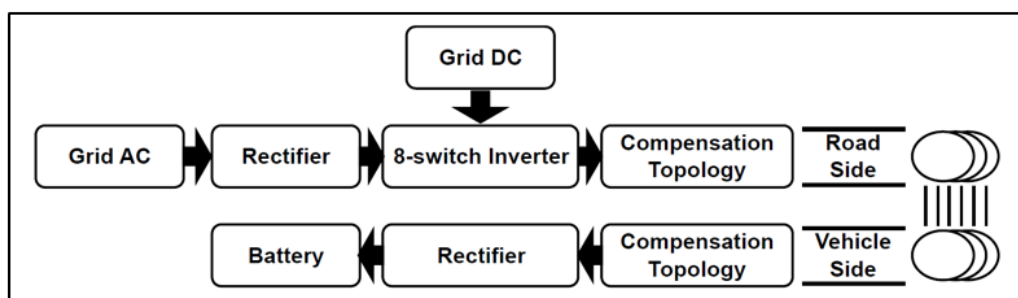 Grid DC
Grid AC
Rectifier
8-switch Inverter
Compensation
Topology
Road
Side
Battery
Rectifier
Compensation
Topology
Vehicle
Side